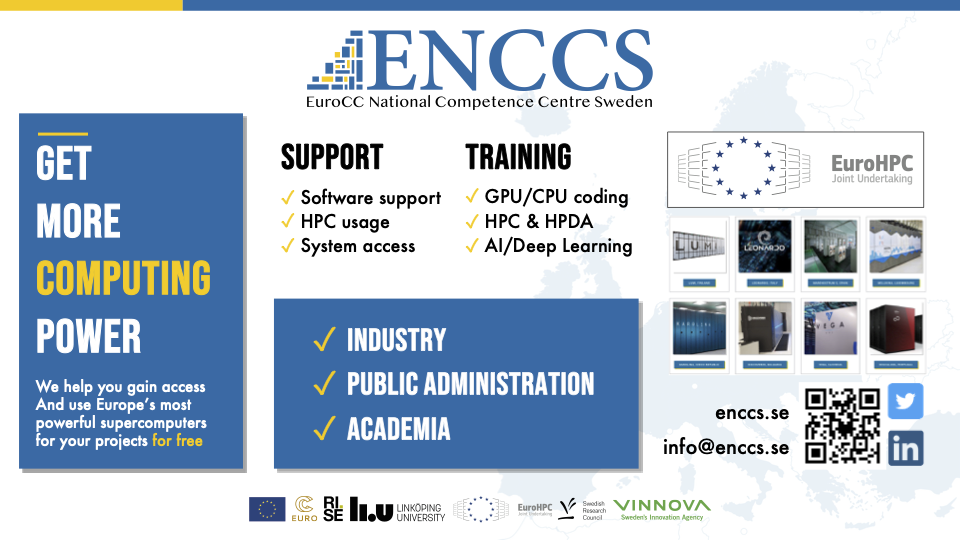 ENCCS
EuroCC National Competence Centre Sweden
GET
MORE
COMPUTING
POWER
We help you gain access
And use Europe's most
powerful supercomputers
for your projects for free
SUPPORT
✓ Software support
✓ HPC usage
✓ System access
TRAINING
✓ GPU/CPU coding
✓ HPC & HPDA
✓ AI/Deep Learning
✓ INDUSTRY
✓ PUBLIC ADMINISTRATION
✓ ACADEMIA
EuroHPC
Joint Undertaking
LUMI
LEONARDO
VEGA
enccs.se
info@enccs.se
in
EURO
RI.
SE
LINKÖPING
UNIVERSITY
EuroHPC
Joint Undertaking
Swedish
Research
Council
VINNOVA
Sweden's Innovation Agency